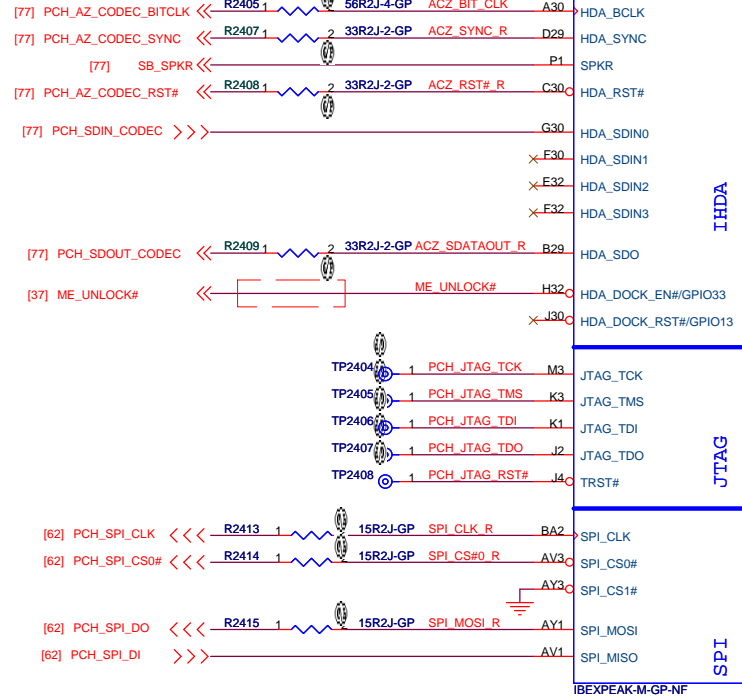 [77] PCH_AZ_CODEC_BITCLK R2405 1 56R2J-4-GP ACZ_BIT_CLK A30 HDA_BCLK
[77] PCH_AZ_CODEC_SYNC R2407 1 2 33R2J-2-GP ACZ_SYNC_R D29 HDA_SYNC
[77] SB_SPKR P1 SPKR
[77] PCH_AZ_CODEC_RST# R2408 1 2 33R2J-2-GP ACZ_RST#_R C30 HDA_RST#
[77] PCH_SDIN_CODEC G30 HDA_SDIN0
F30 HDA_SDIN1
E32 HDA_SDIN2
F32 HDA_SDIN3
IHDA
[77] PCH_SDOUT_CODEC R2409 1 2 33R2J-2-GP ACZ_SDATAOUT_R B29 HDA_SDO
[37] ME_UNLOCK# ME_UNLOCK# H32 HDA_DOCK_EN#/GPIO33
J30 HDA_DOCK_RST#/GPIO13
TP2404 1 PCH_JTAG_TCK M3 JTAG_TCK
TP2405 1 PCH_JTAG_TMS K3 JTAG_TMS
TP2406 1 PCH_JTAG_TDI K1 JTAG_TDI
TP2407 1 PCH_JTAG_TDO J2 JTAG_TDO
TP2408 1 PCH_JTAG_RST# J4 TRST#
JTAG
[62] PCH_SPI_CLK R2413 1 15R2J-GP SPI_CLK_R BA2 SPI_CLK
[62] PCH_SPI_CS0# R2414 1 2 15R2J-GP SPI_CS#0_R AV3 SPI_CS0#
AY3 SPI_CS1#
[62] PCH_SPI_DO R2415 1 2 15R2J-GP SPI_MOSI_R AY1 SPI_MOSI
[62] PCH_SPI_DI AV1 SPI_MISO
SPI
IBEXPEAK-M-GP-NF